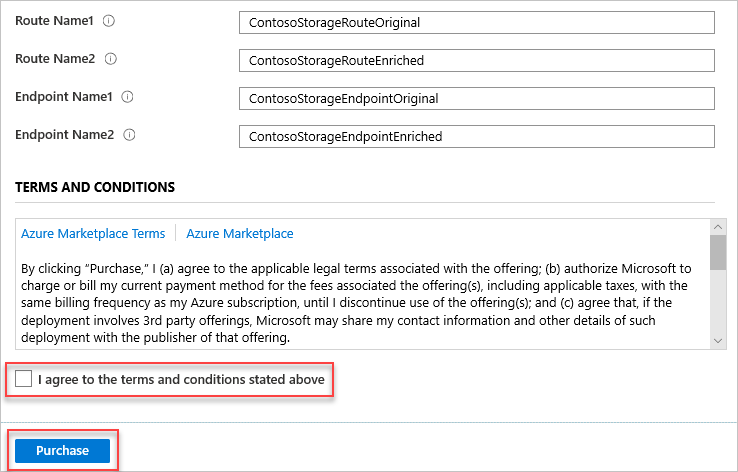 Route Name1 ContosoStorageRouteOriginal
Route Name2 ContosoStorageRouteEnriched
Endpoint Name1 ContosoStorageEndpointOriginal
Endpoint Name2 ContosoStorageEndpointEnriched
TERMS AND CONDITIONS
Azure Marketplace Terms Azure Marketplace
By clicking “Purchase,” I (a) agree to the applicable legal terms associated with the offering; (b) authorize Microsoft to
charge or bill my current payment method for the fees associated the offering(s), including applicable taxes, with the
same billing frequency as my Azure subscription, until I discontinue use of the offering(s); and (c) agree that, if the
deployment involves 3rd party offerings, Microsoft may share my contact information and other details of such
deployment with the publisher of that offering.
I agree to the terms and conditions stated above
Purchase